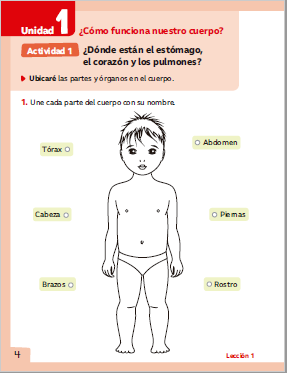 Unidad 1
¿Cómo funciona nuestro cuerpo?
Actividad 1
¿Dónde están el estómago,
el corazón y los pulmones?
Ubicaré las partes y órganos en el cuerpo.
1. Une cada parte del cuerpo con su nombre.
Tórax
Abdomen
Cabeza
Piernas
Brazos
Rostro
4
Lección 1